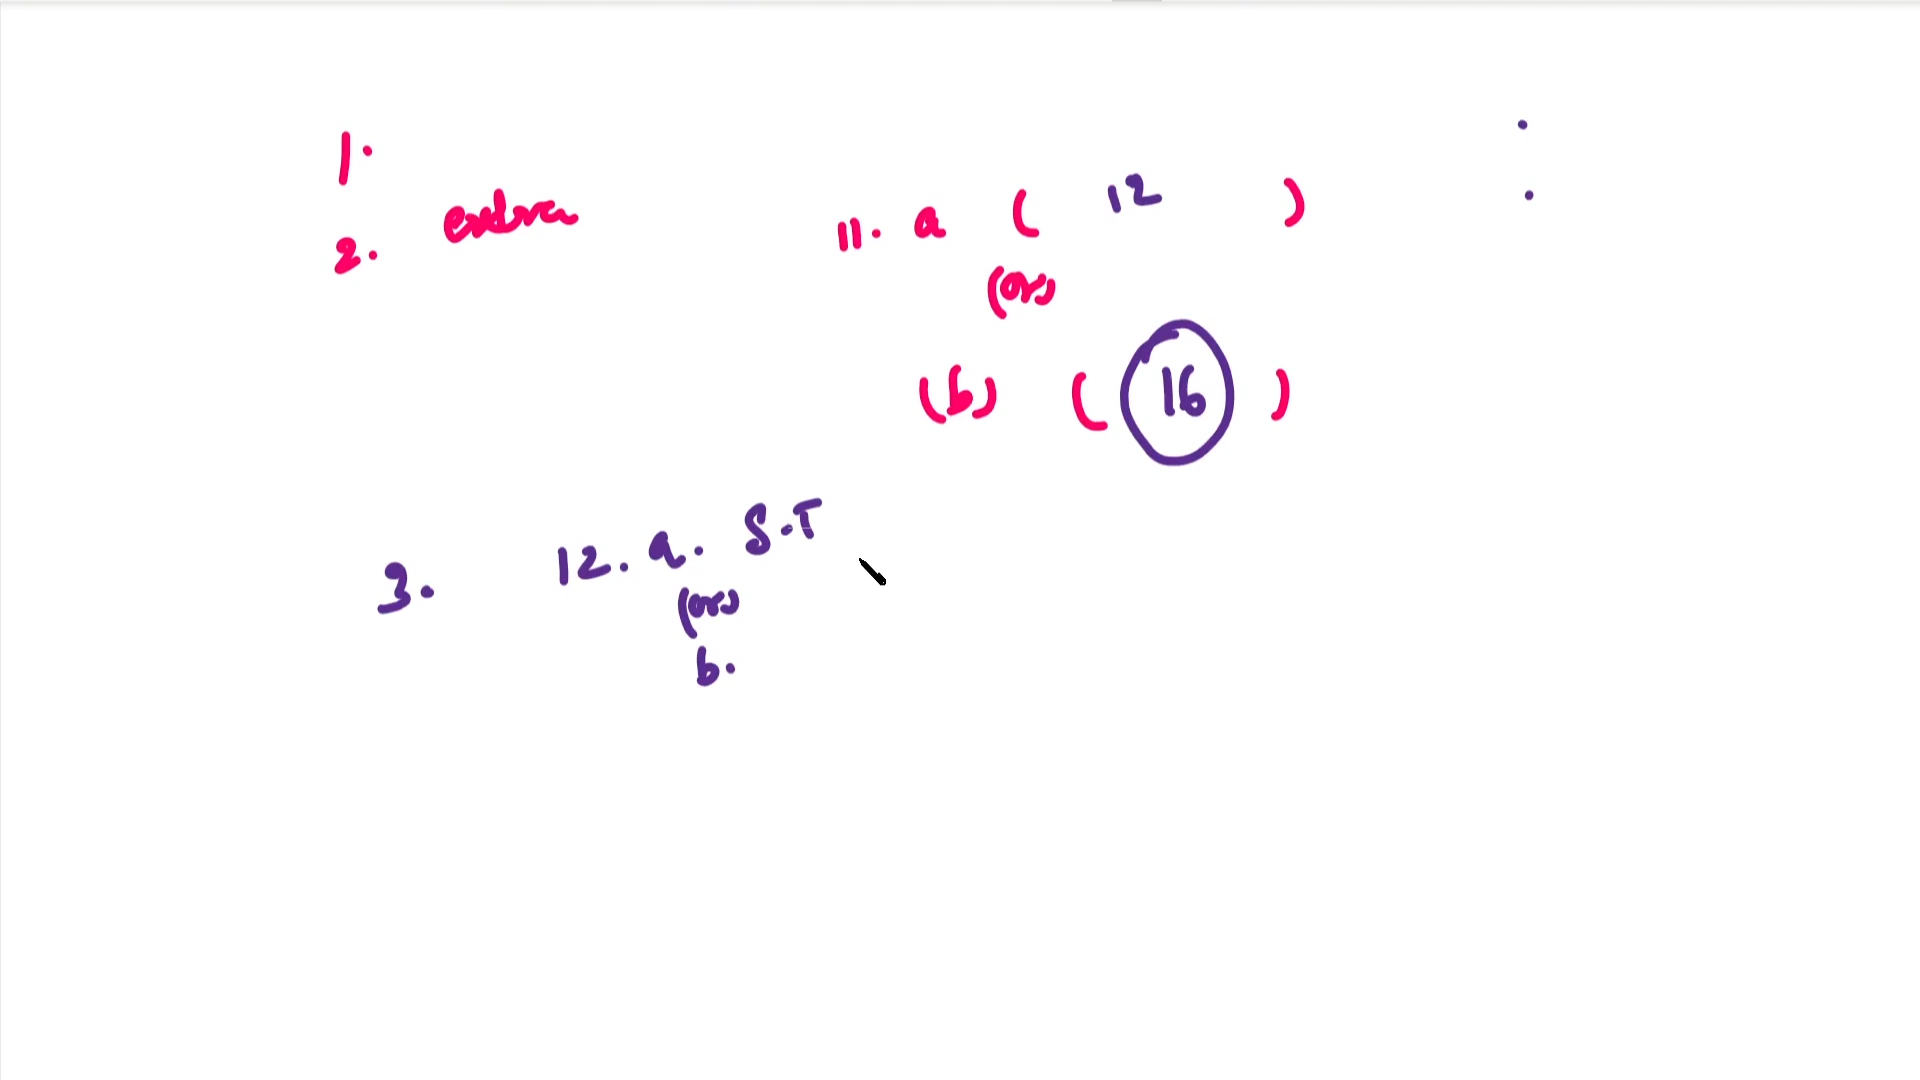 1.
2. extra
11. a ( 12 )
(or)
(b) ( 16 )
3. 12. a. S.T
(or)
b.